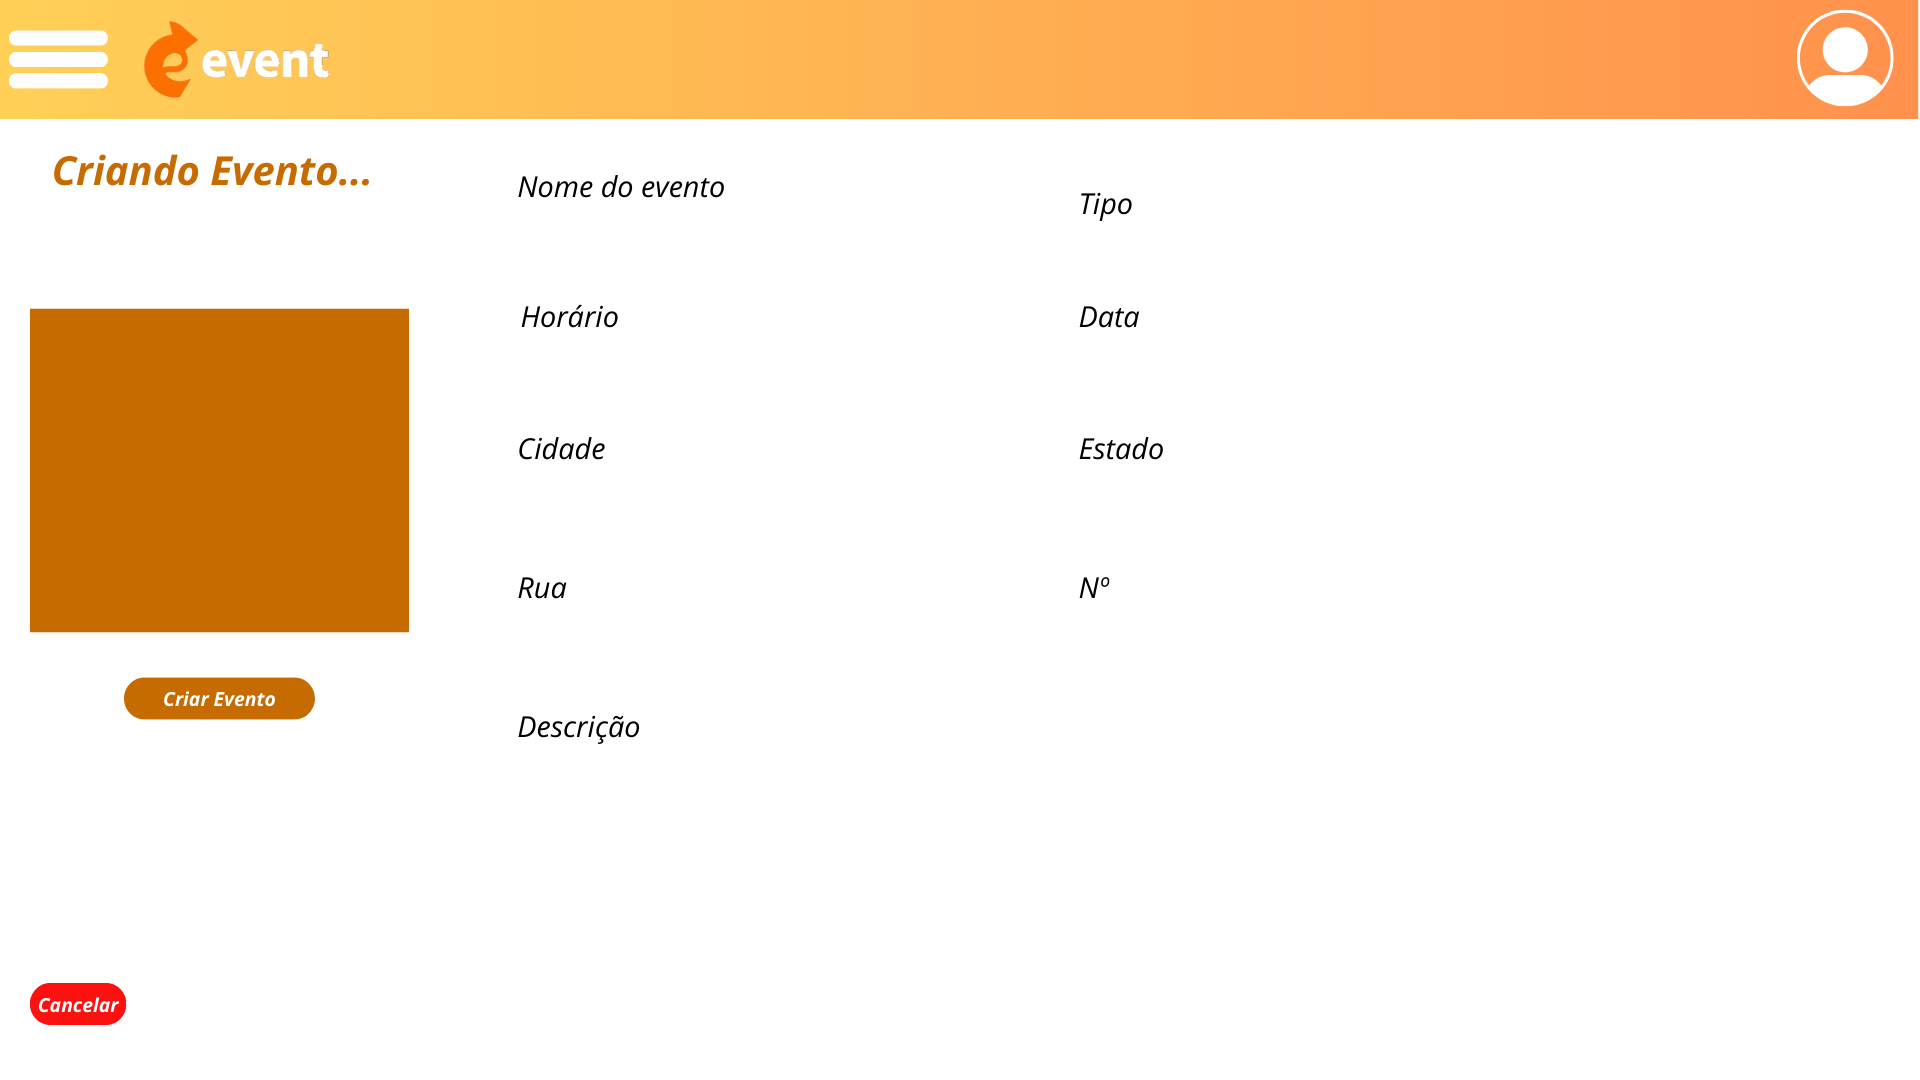 event
Criando Evento...
Nome do evento
Tipo
Horário
Data
Cidade
Estado
Rua
Nº
Criar Evento
Descrição
Cancelar